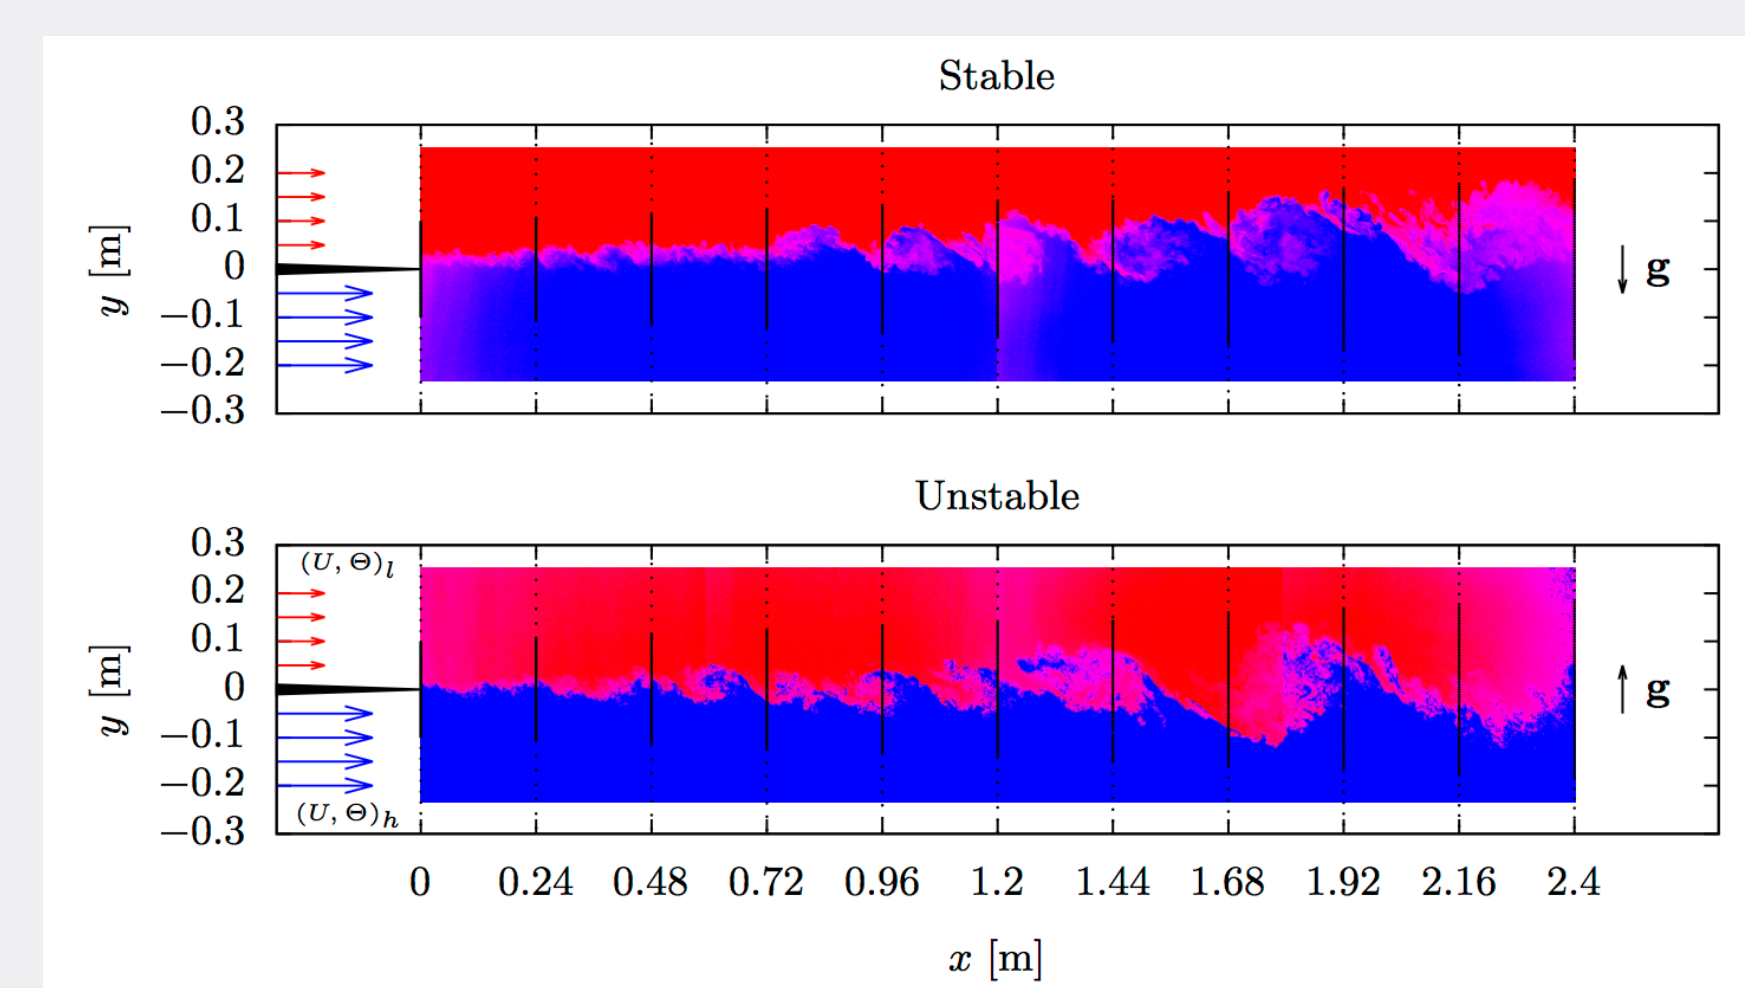 Stable
0.3
0.2
0.1
0
−0.1
−0.2
−0.3
y [m]
g
Unstable
0.3
0.2
0.1
0
−0.1
−0.2
−0.3
y [m]
(U, Θ)l
(U, Θ)h
g
0 0.24 0.48 0.72 0.96 1.2 1.44 1.68 1.92 2.16 2.4
x [m]